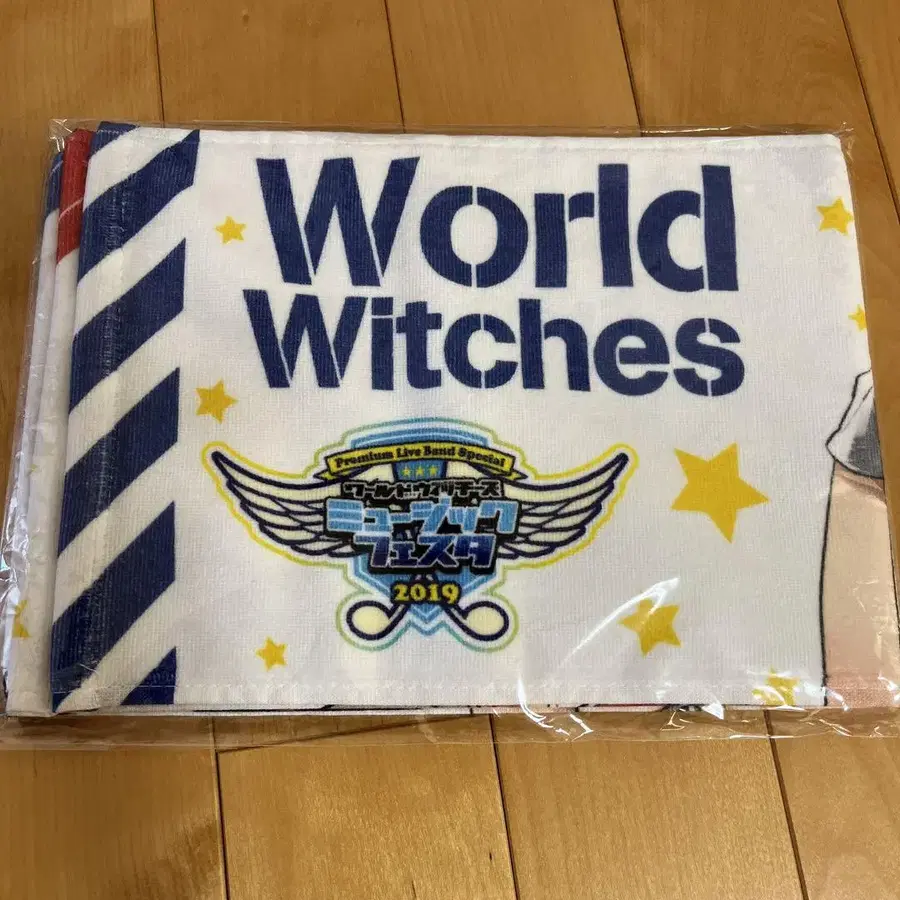 World
Witches
Premium Live Band Special
ワールドウィッチーズ
ミュージック
フェスタ
2019